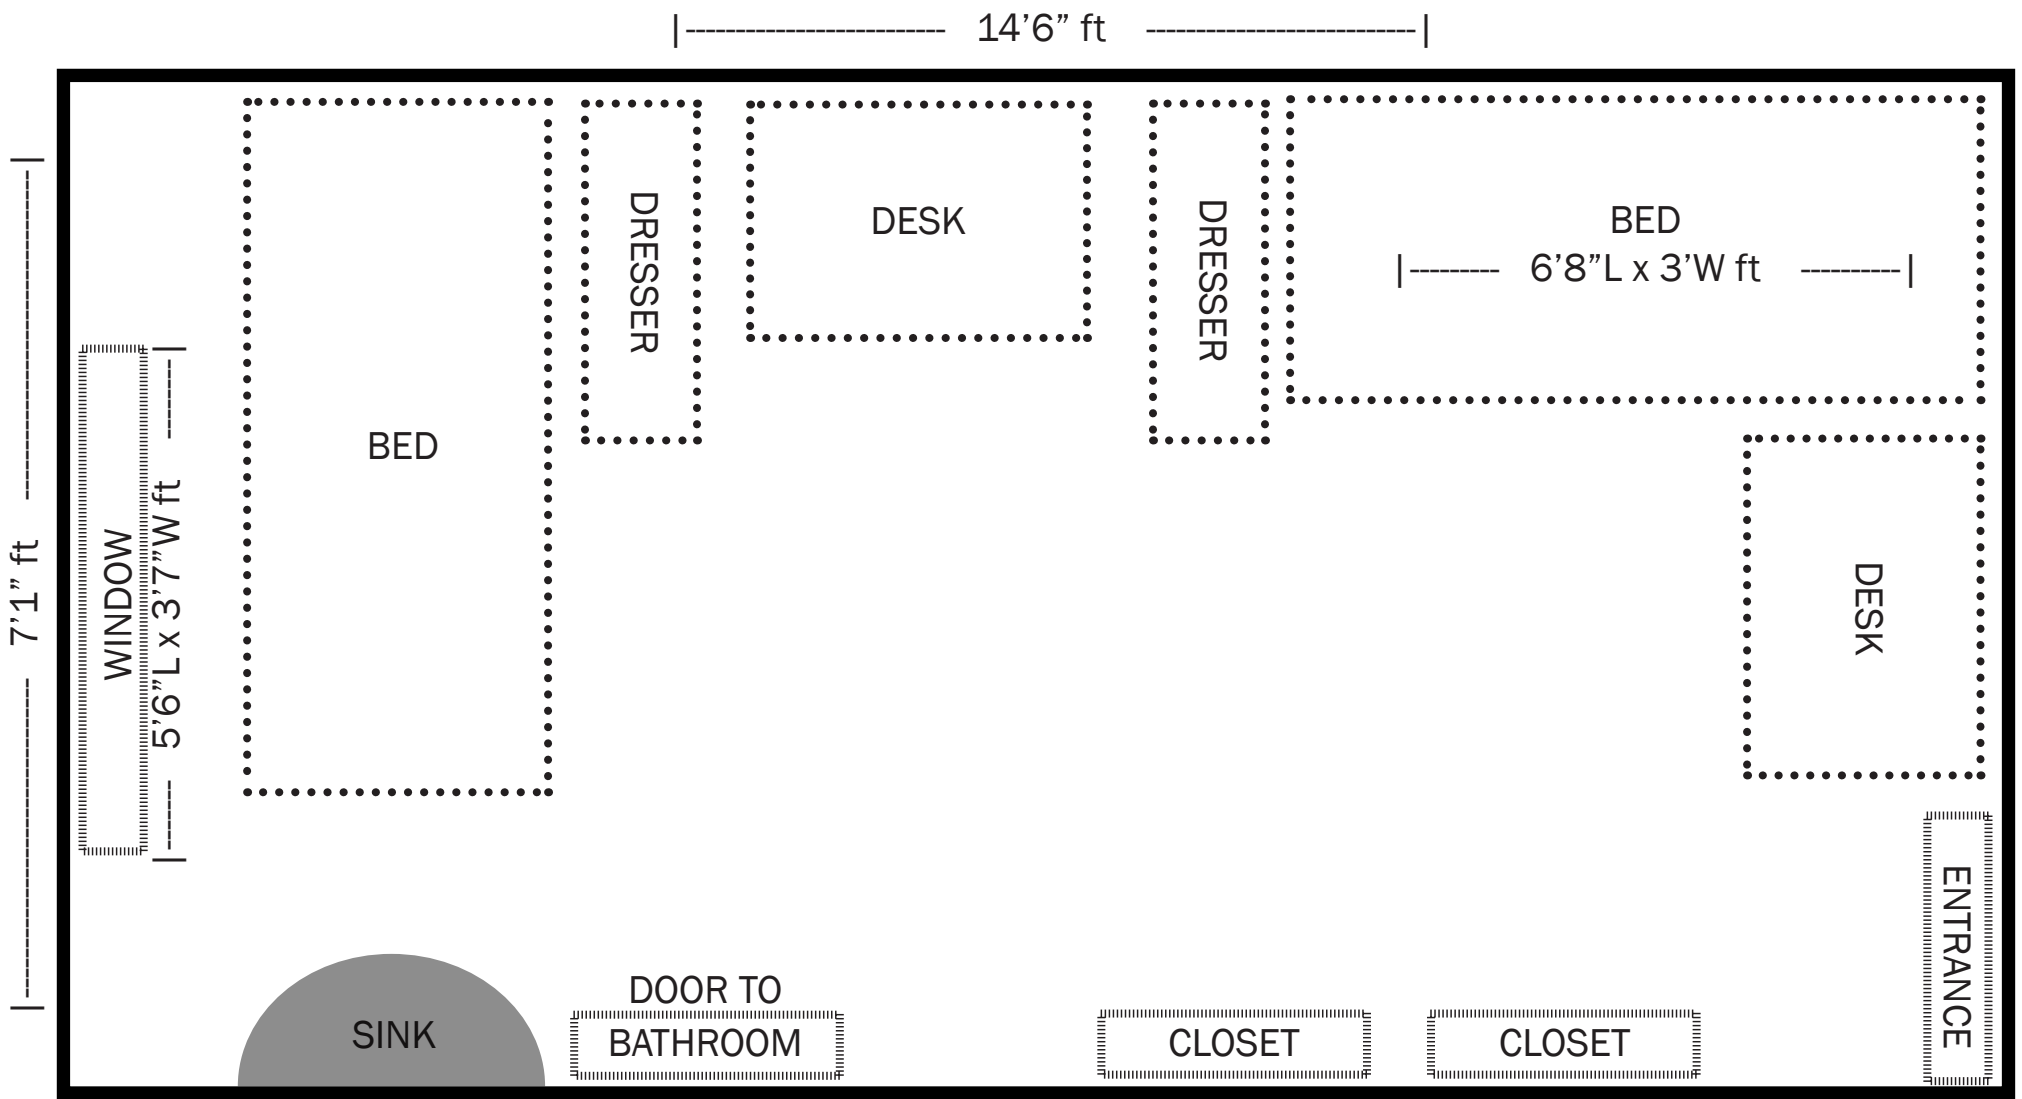 14’6” ft
DRESSER
DESK
DRESSER
BED
6’8”L x 3’W ft
BED
7’1” ft
WINDOW
5’6”L x 3’7”W ft
DESK
ENTRANCE
SINK
DOOR TO
BATHROOM
CLOSET
CLOSET